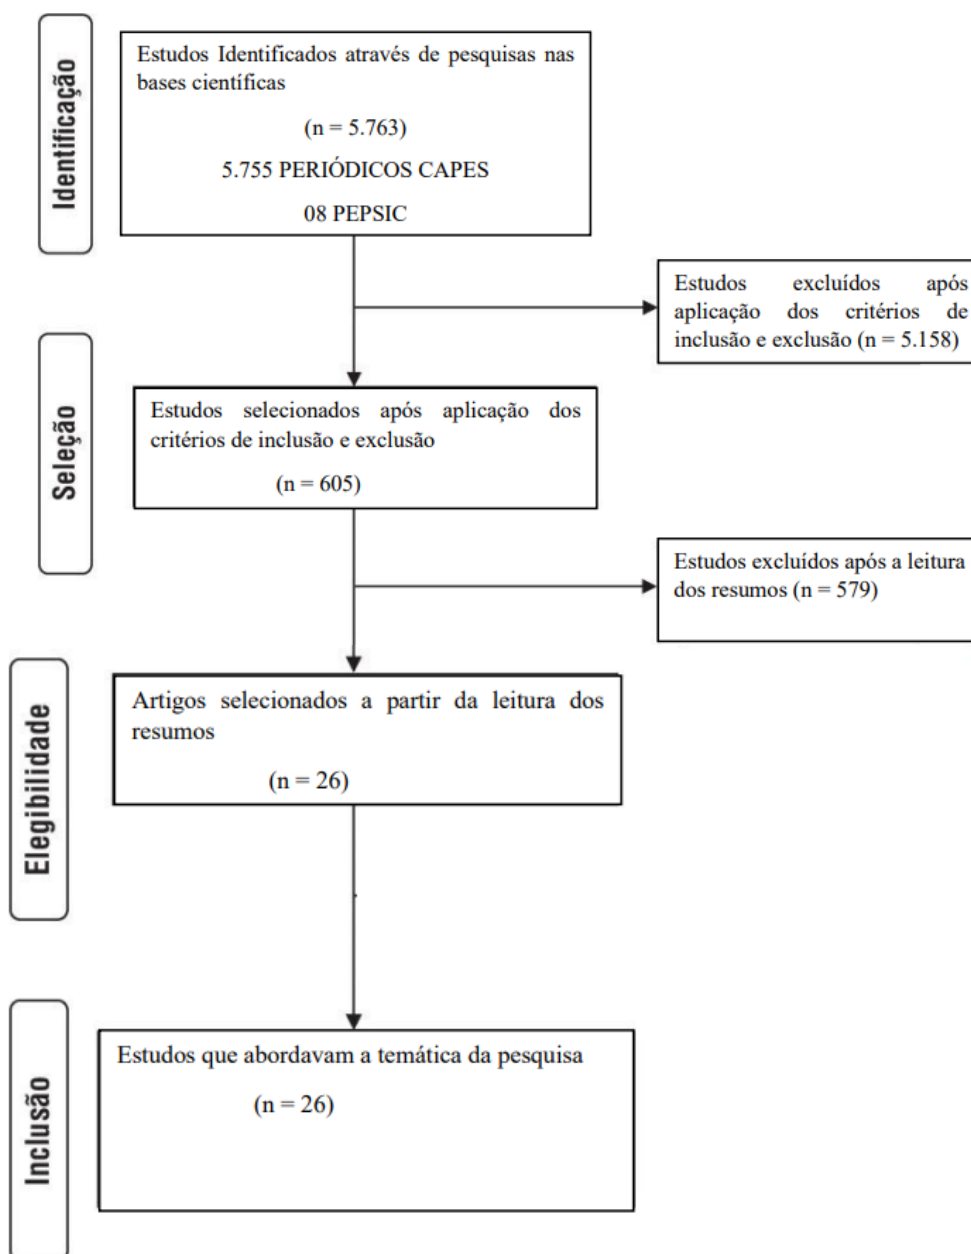 Identificação
Estudos Identificados através de pesquisas nas
bases científicas
(n = 5.763)
5.755 PERIÓDICOS CAPES
08 PEPSIC
Estudos excluídos após
aplicação dos critérios de
inclusão e exclusão (n = 5.158)
Seleção
Estudos selecionados após aplicação dos
critérios de inclusão e exclusão
(n = 605)
Estudos excluídos após a leitura
dos resumos (n = 579)
Elegibilidade
Artigos selecionados a partir da leitura dos
resumos
(n = 26)
Inclusão
Estudos que abordavam a temática da pesquisa
(n = 26)